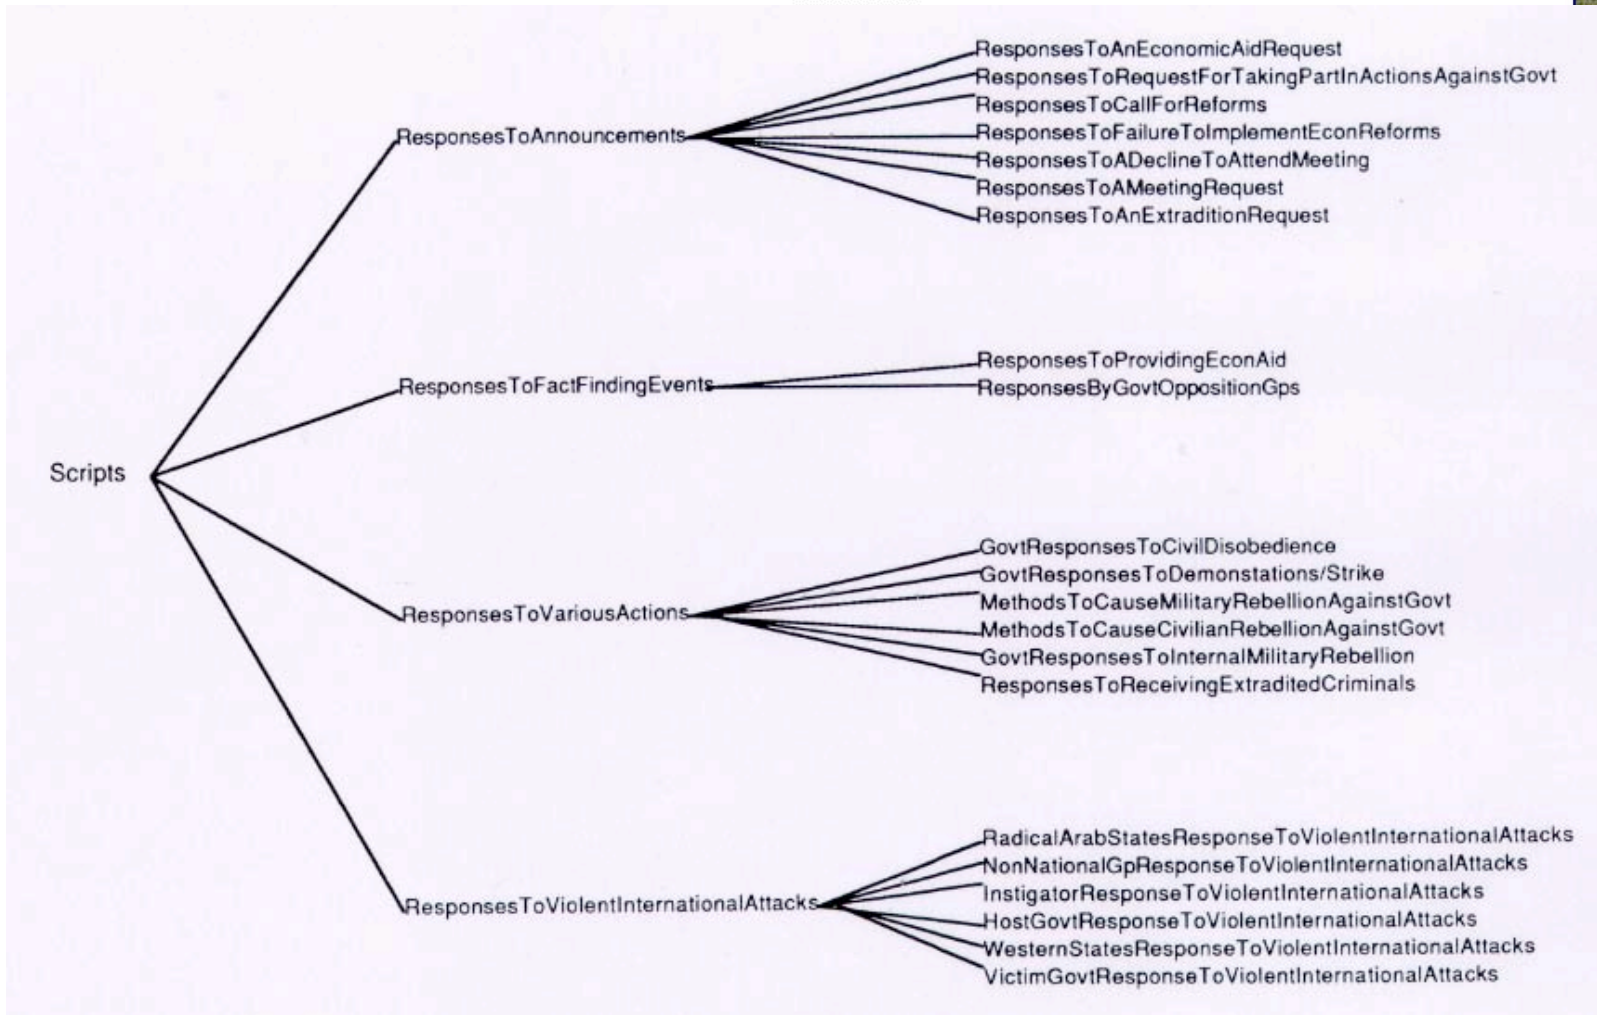 ResponsesToAnEconomicAidRequest
ResponsesToRequestForTakingPartInActionsAgainstGovt
ResponsesToCallForReforms
ResponsesToAnnouncements
ResponsesToFailureToImplementEconReforms
ResponsesToADeclineToAttendMeeting
ResponsesToAMeetingRequest
ResponsesToAnExtraditionRequest
ResponsesToProvidingEconAid
ResponsesToFactFindingEvents
ResponsesByGovtOppositionGps
Scripts
GovtResponsesToCivilDisobedience
GovtResponsesToDemonstations/Strike
MethodsToCauseMilitaryRebellionAgainstGovt
ResponsesToVariousActions
MethodsToCauseCivilianRebellionAgainstGovt
GovtResponsesToInternalMilitaryRebellion
ResponsesToReceivingExtraditedCriminals
RadicalArabStatesResponseToViolentInternationalAttacks
NonNationalGpResponseToViolentInternationalAttacks
InstigatorResponseToViolentInternationalAttacks
ResponsesToViolentInternationalAttacks
HostGovtResponseToViolentInternationalAttacks
WesternStatesResponseToViolentInternationalAttacks
VictimGovtResponseToViolentInternationalAttacks